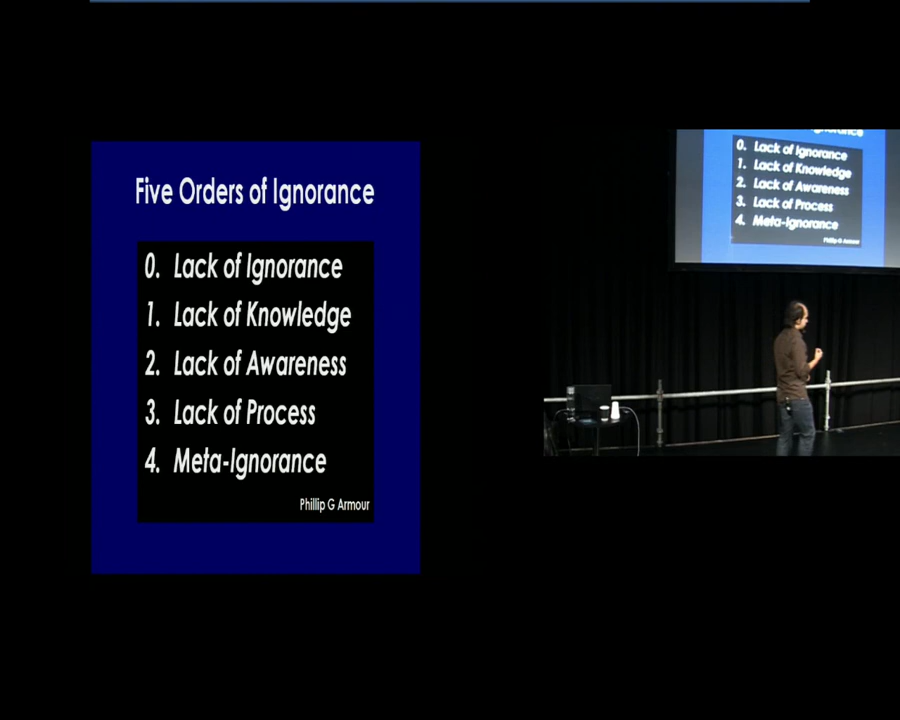 Five Orders of Ignorance
0. Lack of Ignorance
1. Lack of Knowledge
2. Lack of Awareness
3. Lack of Process
4. Meta-Ignorance
Phillip G Armour
Ignorance
0. Lack of Ignorance
1. Lack of Knowledge
2. Lack of Awareness
3. Lack of Process
4. Meta-Ignorance
Phillip G Armour